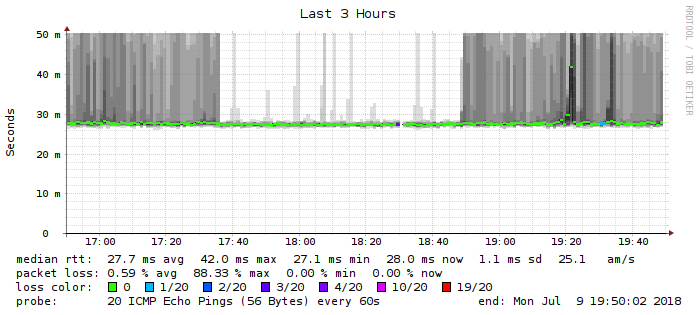 Last 3 Hours
RRDTOOL / TOBI OETIKER
Seconds
50 m
40 m
30 m
20 m
10 m
0
17:00 17:20 17:40 18:00 18:20 18:40 19:00 19:20 19:40
median rtt: 27.7 ms avg 42.0 ms max 27.1 ms min 28.0 ms now 1.1 ms sd 25.1 am/s
packet loss: 0.59 % avg 88.33 % max 0.00 % min 0.00 % now
loss color: 0 1/20 2/20 3/20 4/20 10/20 19/20
probe: 20 ICMP Echo Pings (56 Bytes) every 60s end: Mon Jul 9 19:50:02 2018